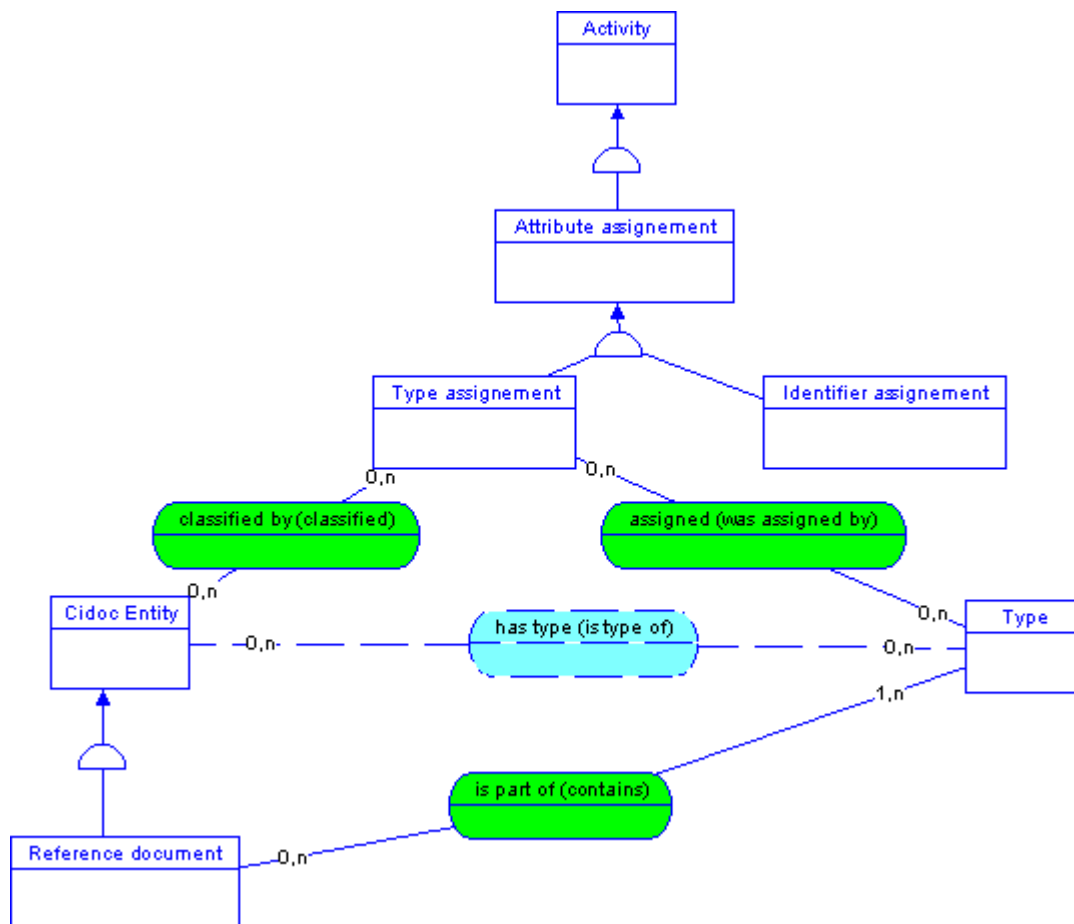 Activity
Attribute assignement
Type assignement
Identifier assignement
0,n
0,n
classified by (classified)
assigned (was assigned by)
0,n
Cidoc Entity
0,n
Type
has type (is type of)
0,n
0,n
1,n
is part of (contains)
Reference document
0,n